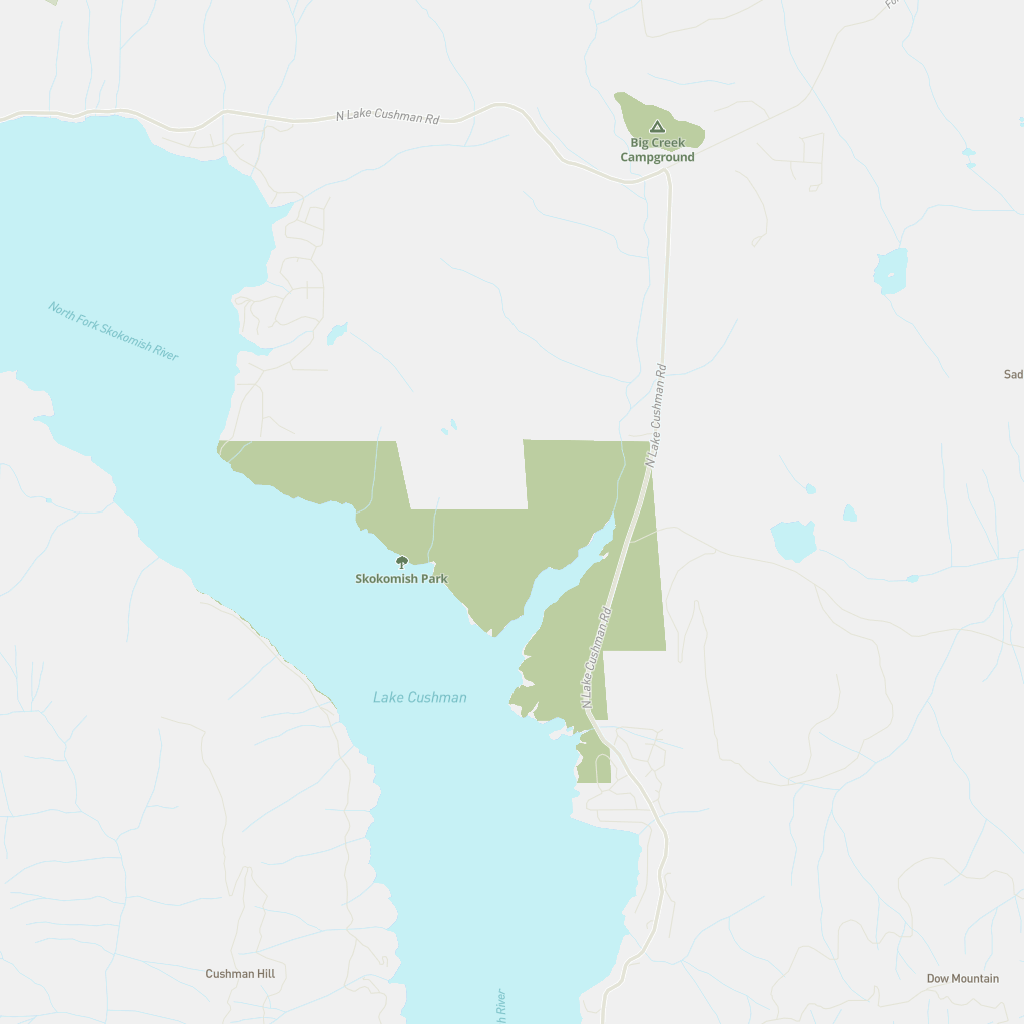 Fo
N Lake Cushman Rd
Big Creek
Campground
North Fork Skokomish River
N Lake Cushman Rd
Sad
Skokomish Park
N Lake Cushman Rd
Lake Cushman
Cushman Hill
Dow Mountain
h River